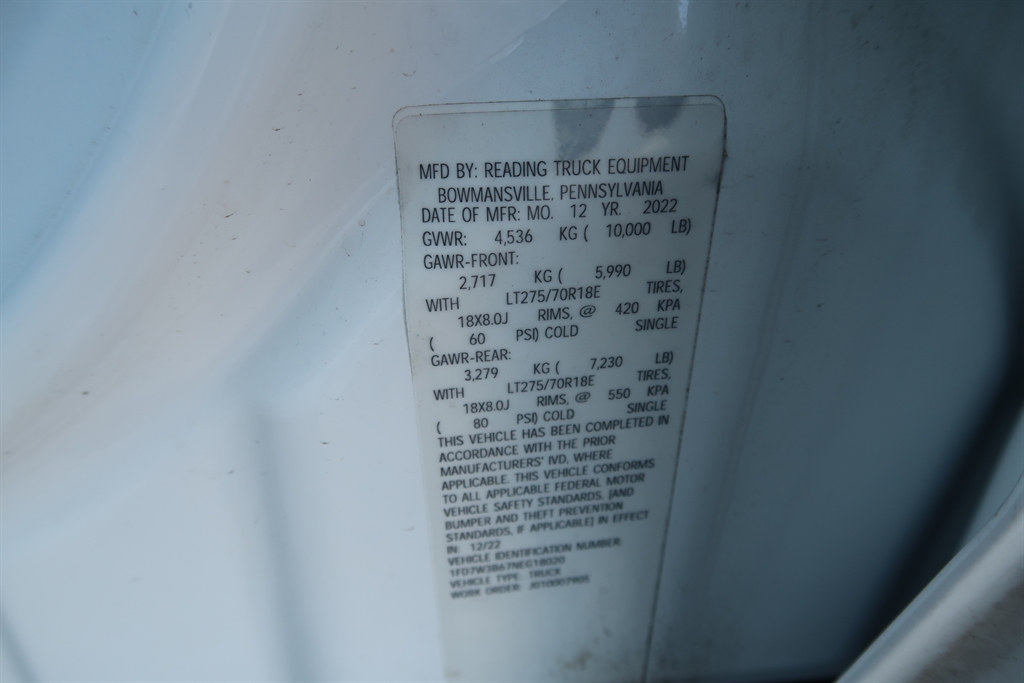 MFD BY: READING TRUCK EQUIPMENT
BOWMANSVILLE, PENNSYLVANIA
DATE OF MFR: MO. 12 YR. 2022
GVWR: 4,536 KG ( 10,000 LB)
GAWR-FRONT:
2,717 KG ( 5,990 LB)
WITH LT275/70R18E TIRES,
18X8.0J RIMS, @ 420 KPA
( 60 PSI) COLD SINGLE
GAWR-REAR:
3,279 KG ( 7,230 LB)
WITH LT275/70R18E TIRES,
18X8.0J RIMS, @ 550 KPA
( 80 PSI) COLD SINGLE
THIS VEHICLE HAS BEEN COMPLETED IN
ACCORDANCE WITH THE PRIOR
MANUFACTURERS' IVD, WHERE
APPLICABLE. THIS VEHICLE CONFORMS
TO ALL APPLICABLE FEDERAL MOTOR
VEHICLE SAFETY STANDARDS, [AND
BUMPER AND THEFT PREVENTION
STANDARDS, IF APPLICABLE] IN EFFECT
IN: 12/22
VEHICLE IDENTIFICATION NUMBER:
1FD7W3B67NEG18020
VEHICLE TYPE: TRUCK
WORK ORDER: J010007905